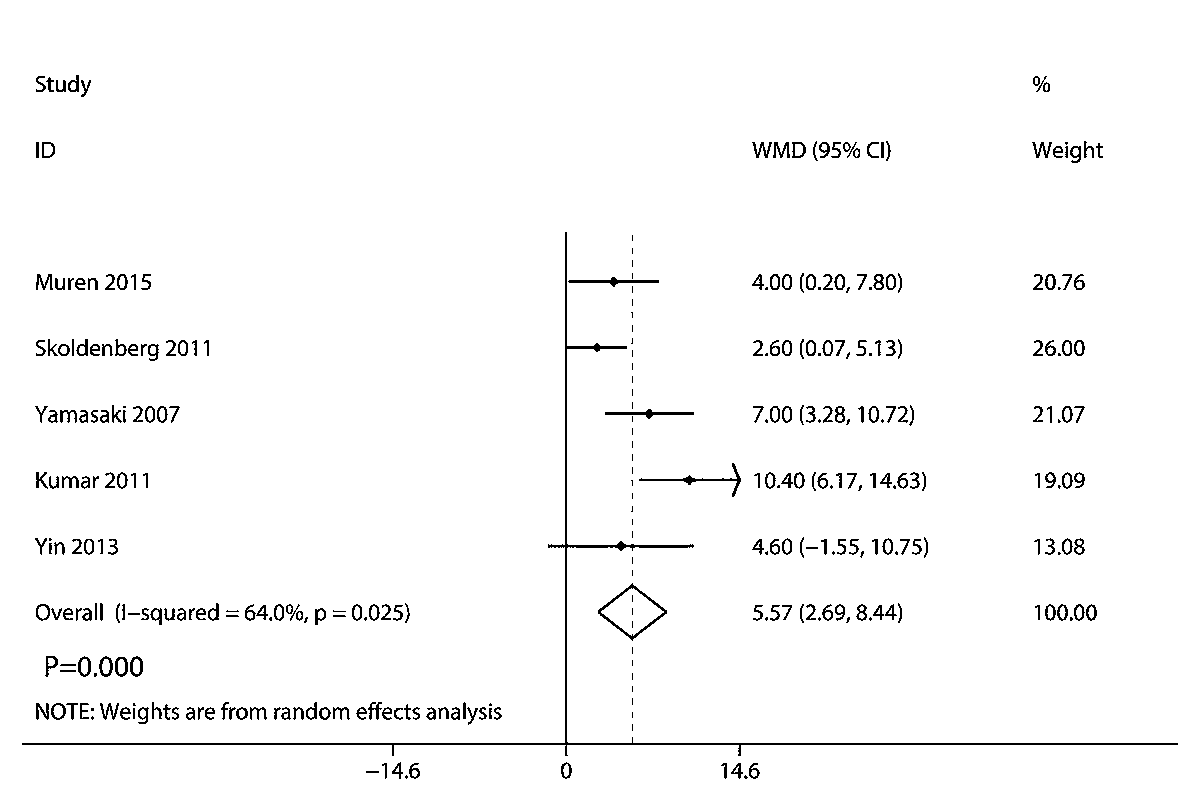 Study %
ID WMD (95% CI) Weight
Muren 2015 4.00 (0.20, 7.80) 20.76
Skoldenberg 2011 2.60 (0.07, 5.13) 26.00
Yamasaki 2007 7.00 (3.28, 10.72) 21.07
Kumar 2011 10.40 (6.17, 14.63) 19.09
Yin 2013 4.60 (−1.55, 10.75) 13.08
Overall (I−squared = 64.0%, p = 0.025) 5.57 (2.69, 8.44) 100.00
P=0.000
NOTE: Weights are from random effects analysis
−14.6 0 14.6